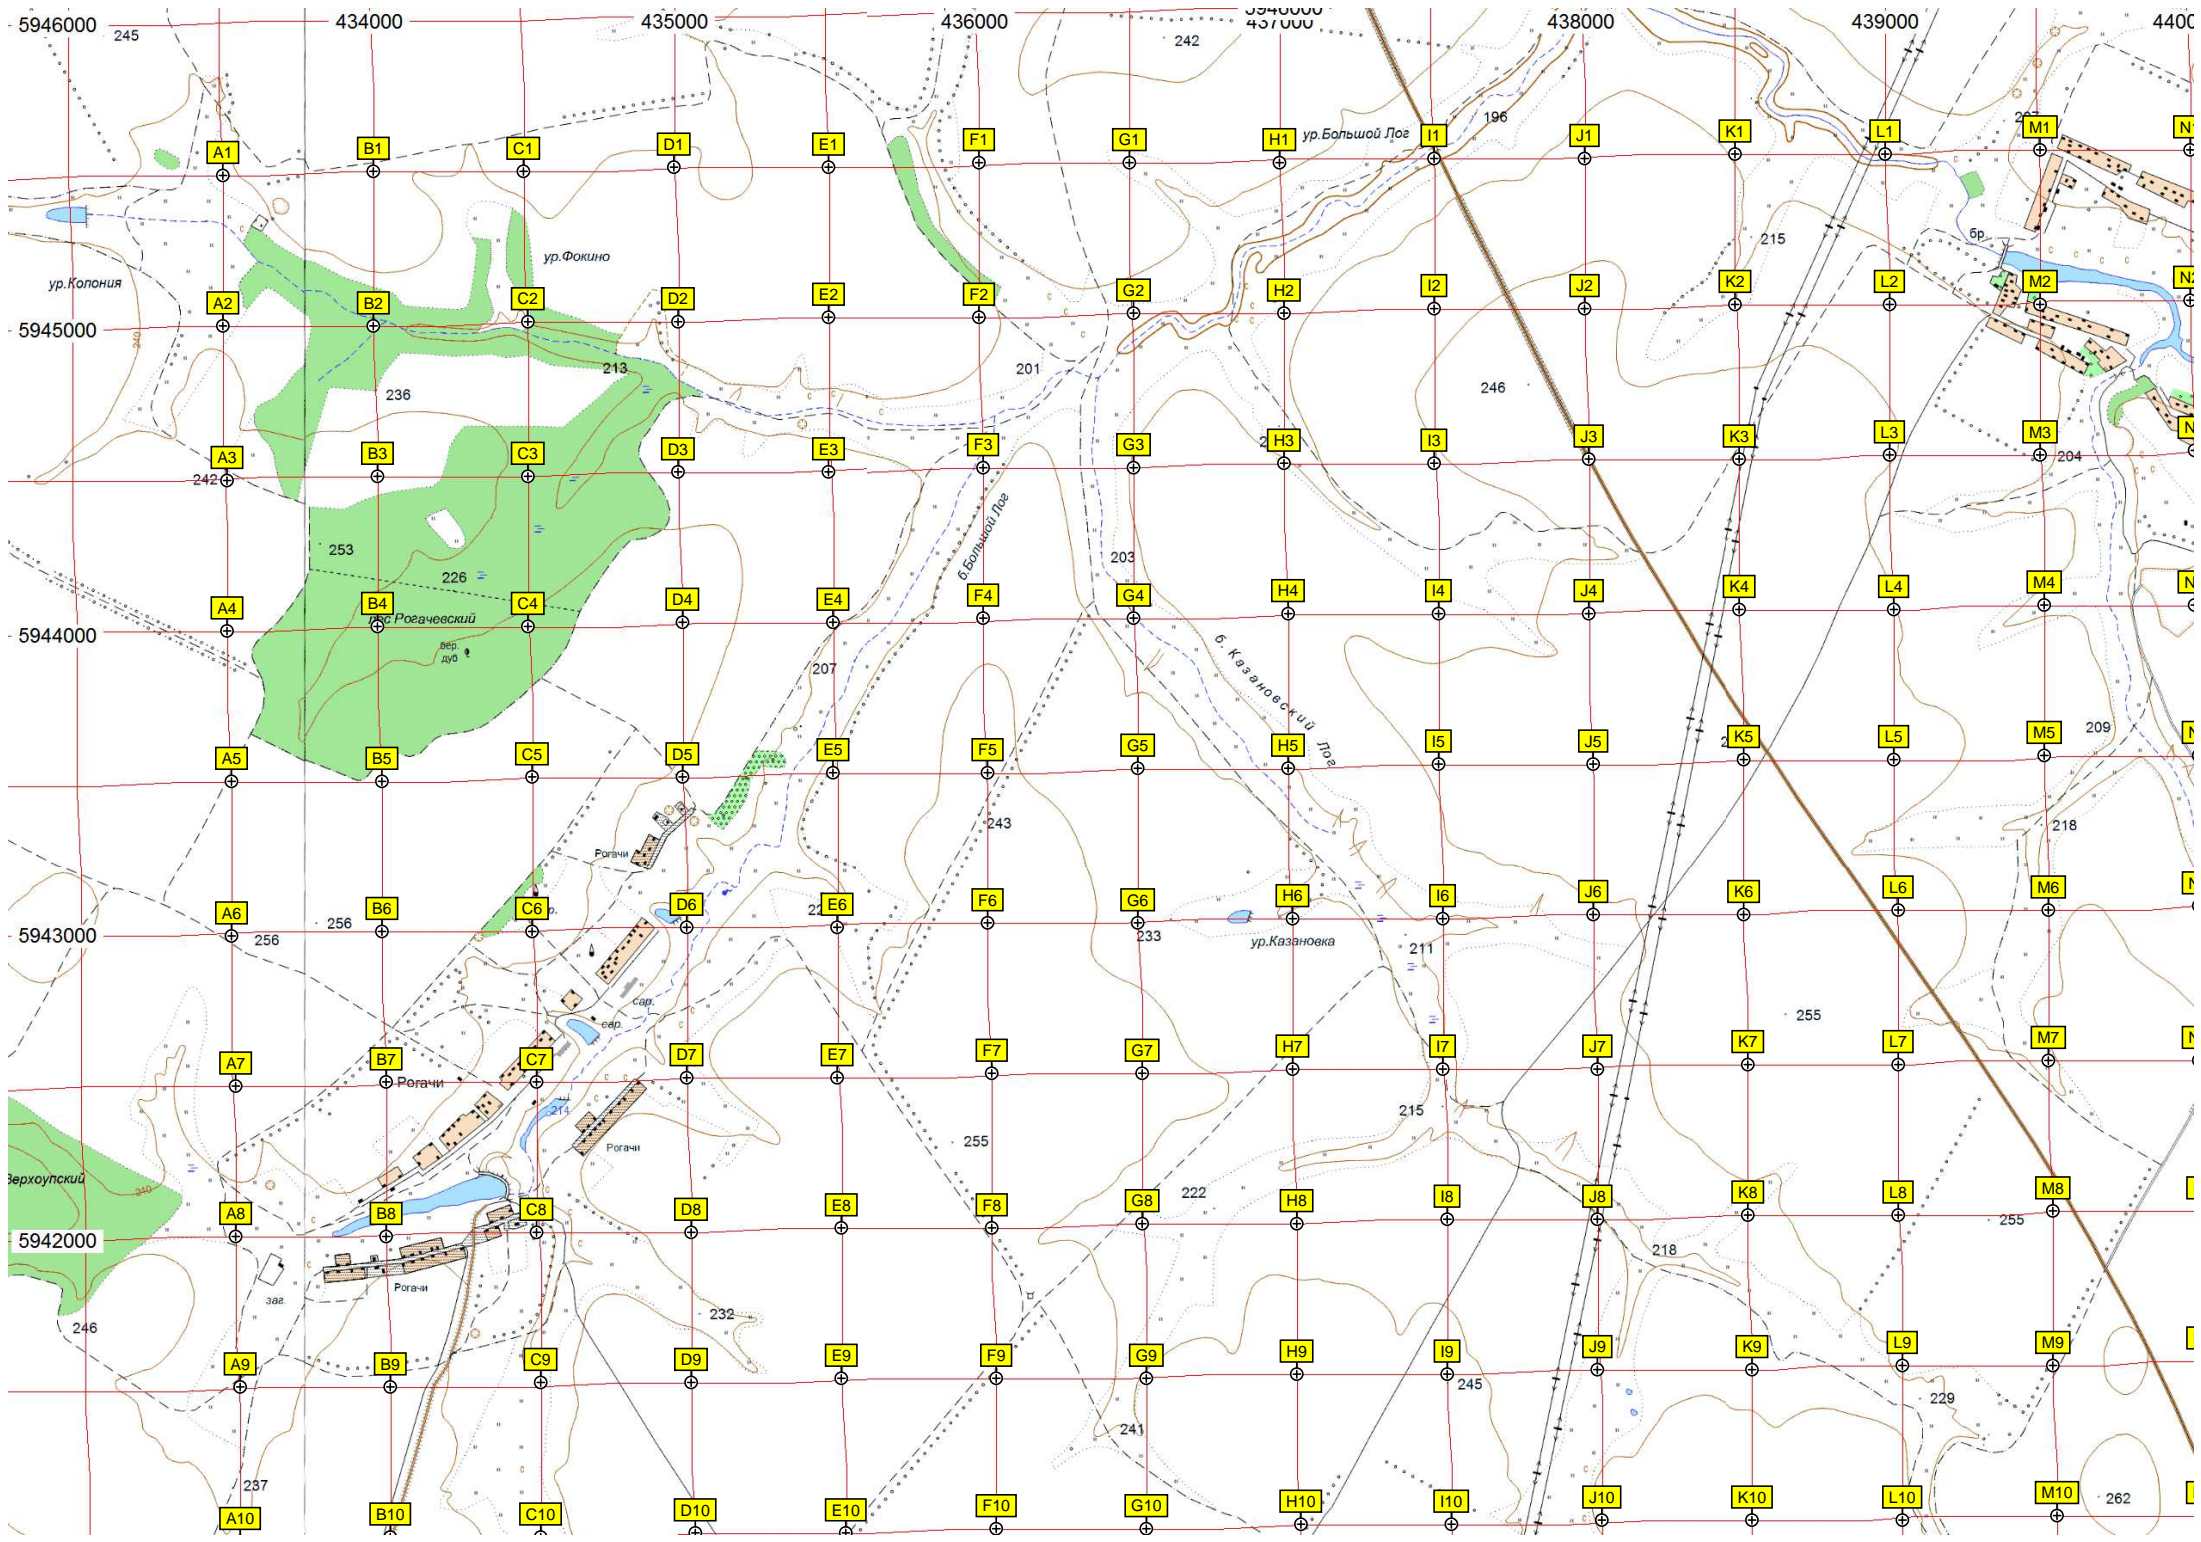 5946000 434000 435000 436000 437000 438000 439000
5946000
245 242
196
ур.Большой Лог
A1 B1 C1 D1 E1 F1 G1 H1 I1 J1 K1 L1 M1
215 бр.
ур.Фокино
ур.Колония
A2 B2 C2 D2 E2 F2 G2 H2 I2 J2 K2 L2 M2
5945000
240
213 201 246
236
A3 B3 C3 D3 E3 F3 G3 H3 I3 J3 K3 L3 M3
242 204
б.Большой Лог
253 203
226
A4 B4 C4 D4 E4 F4 G4 H4 I4 J4 K4 L4 M4
Рогачевский
5944000
вер.
дуб
207
б. Казановский Лог
209
A5 B5 C5 D5 E5 F5 G5 H5 I5 J5 K5 L5 M5
243 218
Рогачи
A6 B6 C6 D6 E6 F6 G6 H6 I6 J6 K6 L6 M6
256
5943000 256 233 ур.Казановка 211
сар.
сар.
255
A7 B7 C7 D7 E7 F7 G7 H7 I7 J7 K7 L7 M7
Рогачи
214 215
255
Рогачи
Верхоупский
240 222
A8 B8 C8 D8 E8 F8 G8 H8 I8 J8 K8 L8 M8
255
5942000 218
Рогачи
заг.
246 232
A9 B9 C9 D9 E9 F9 G9 H9 I9 J9 K9 L9 M9
245 229
241
237
A10 B10 C10 D10 E10 F10 G10 H10 I10 J10 K10 L10 M10
262